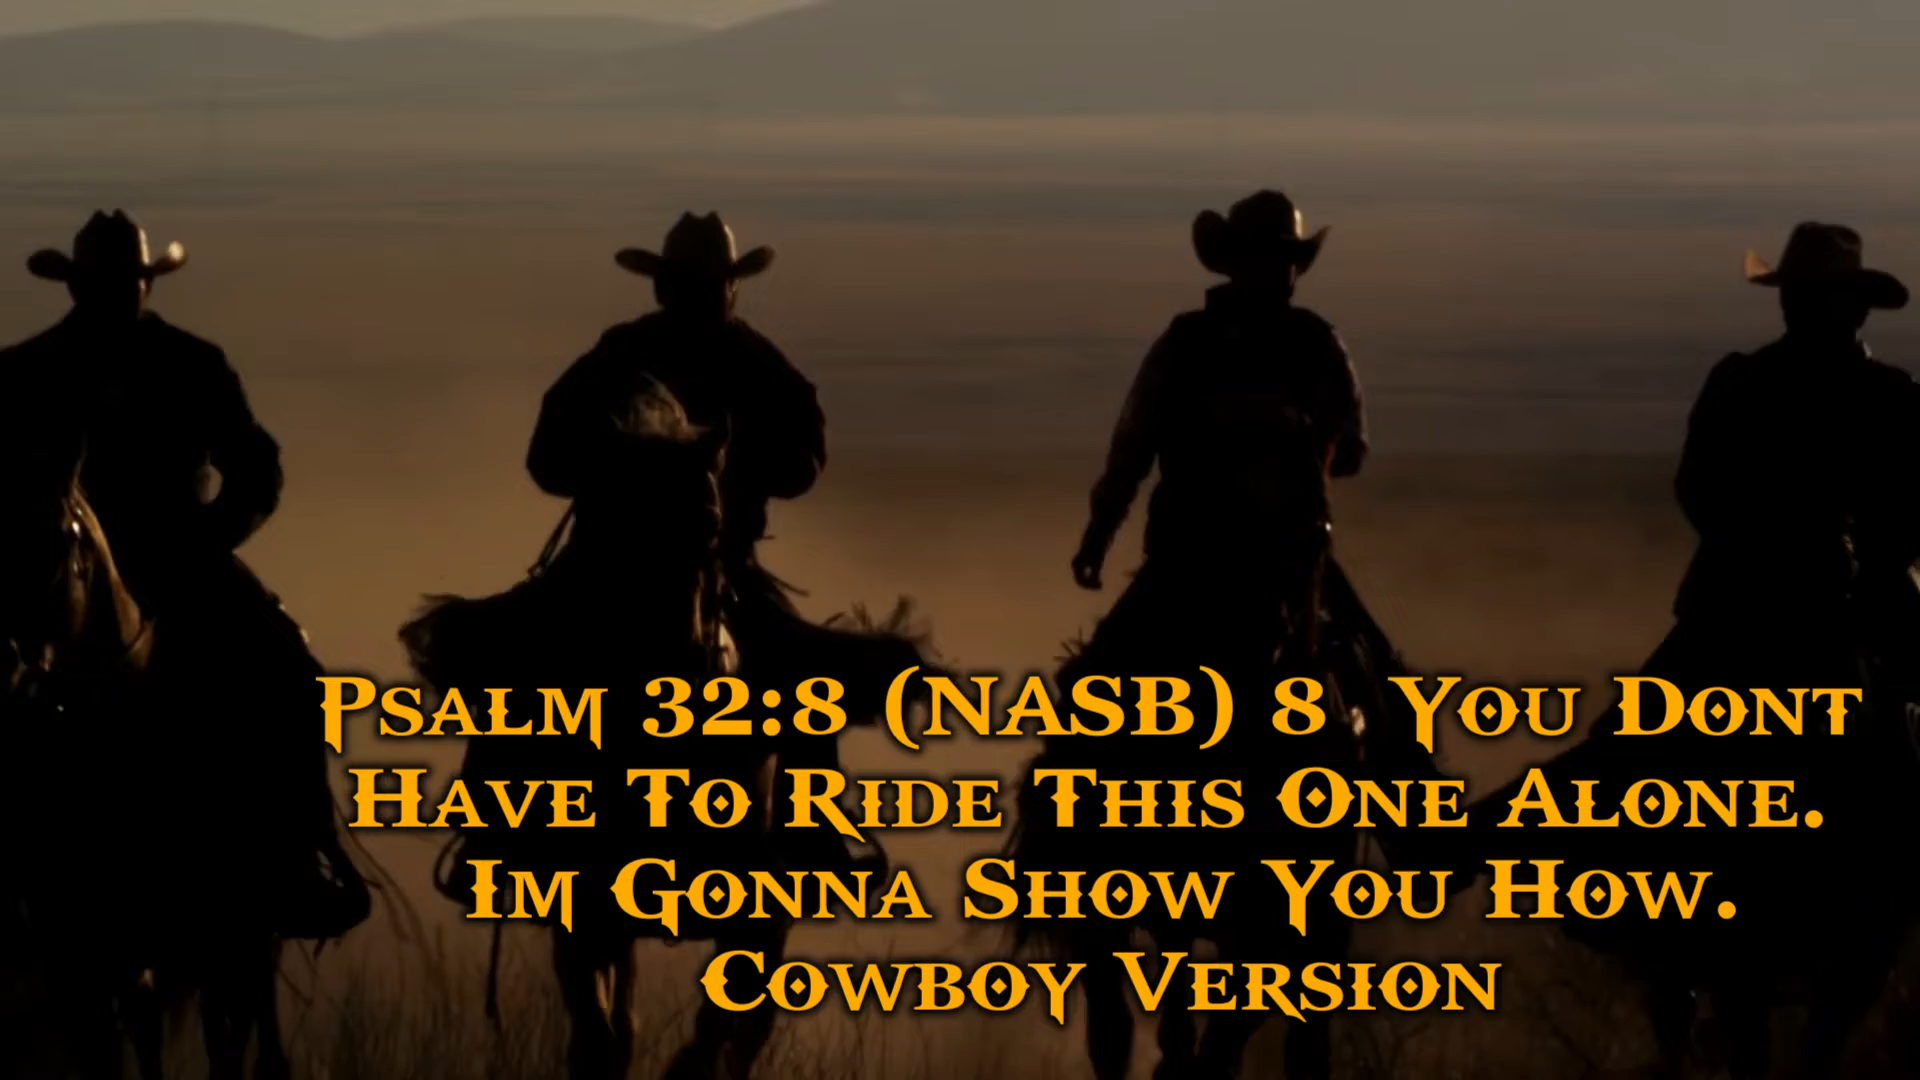 Psalm 32:8 (NASB) 8 You Dont
Have To Ride This One Alone.
Im Gonna Show You How.
Cowboy Version